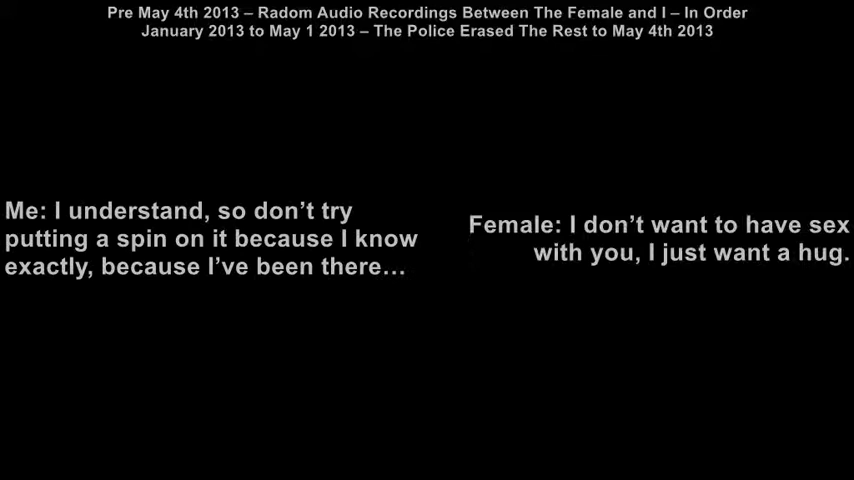 Pre May 4th 2013 – Radom Audio Recordings Between The Female and I – In Order
January 2013 to May 1 2013 – The Police Erased The Rest to May 4th 2013
Me: I understand, so don’t try
putting a spin on it because I know
exactly, because I’ve been there…
Female: I don’t want to have sex
with you, I just want a hug.